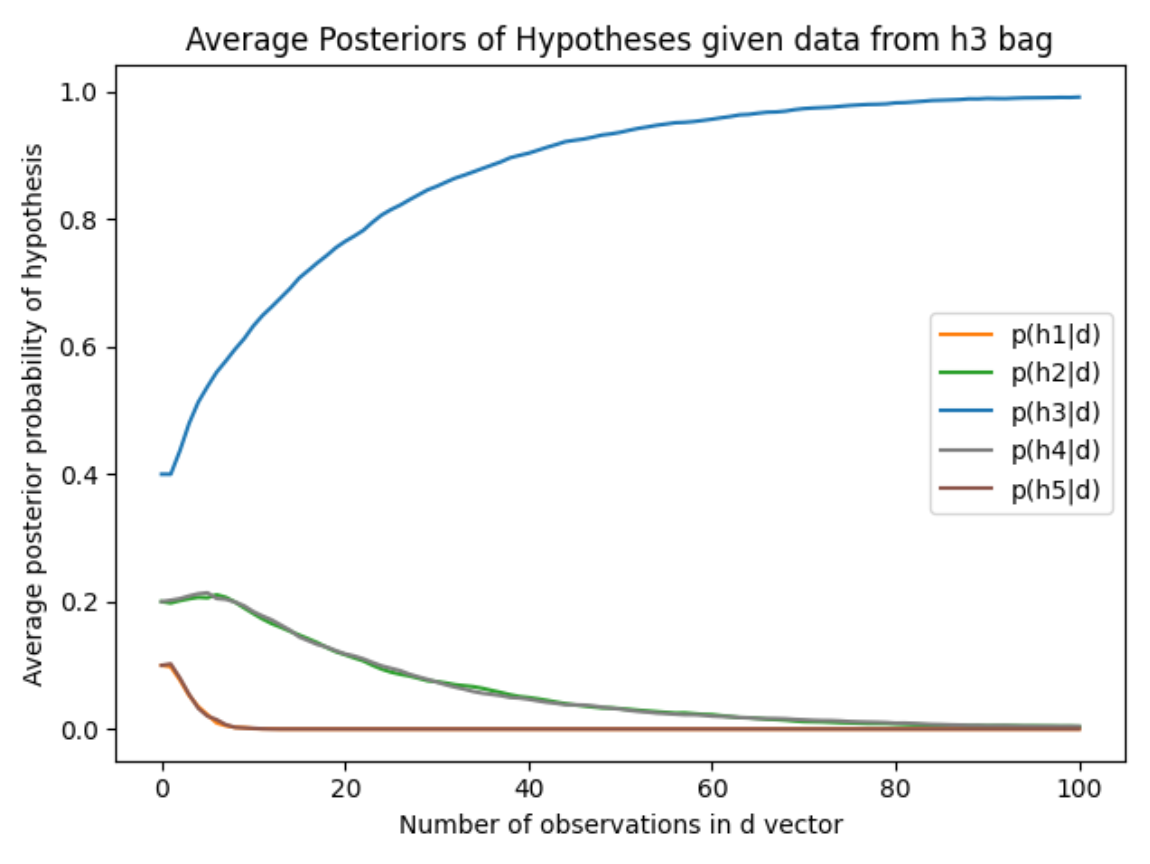 Average Posteriors of Hypotheses given data from h3 bag
Average posterior probability of hypothesis
1.0
0.8
0.6
0.4
0.2
0.0
p(h1|d)
p(h2|d)
p(h3|d)
p(h4|d)
p(h5|d)
0 20 40 60 80 100
Number of observations in d vector